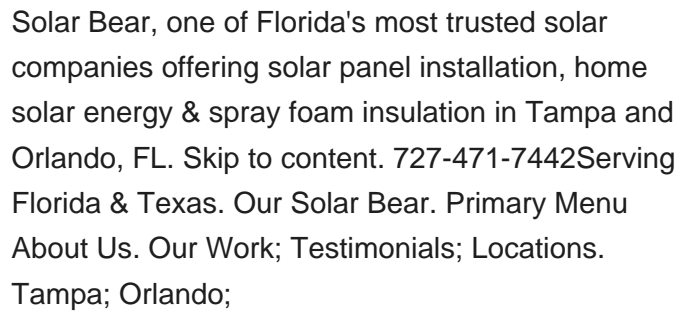 Solar Bear, one of Florida's most trusted solar
companies offering solar panel installation, home
solar energy & spray foam insulation in Tampa and
Orlando, FL. Skip to content. 727-471-7442Serving
Florida & Texas. Our Solar Bear. Primary Menu
About Us. Our Work; Testimonials; Locations.
Tampa; Orlando;